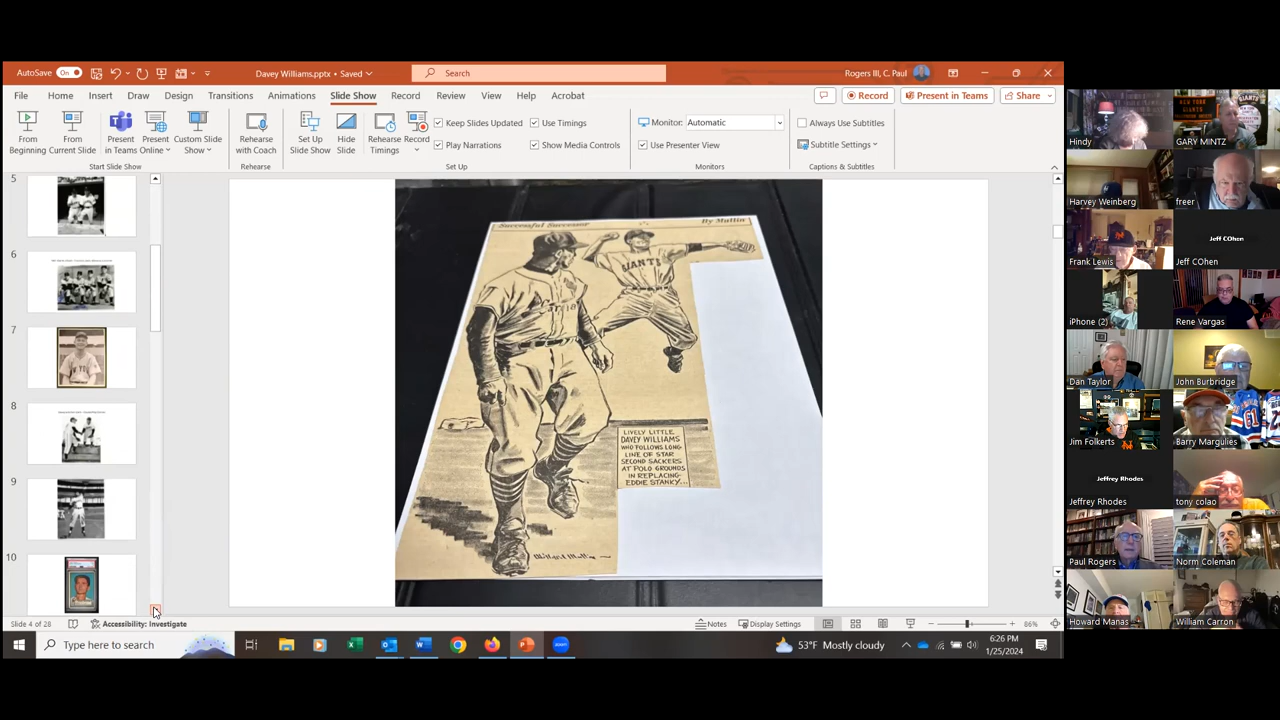 AutoSave On
Davey Williams.pptx • Saved
Search
Rogers III, C. Paul
File Home Insert Draw Design Transitions Animations Slide Show Record Review View Help Acrobat
Record Present in Teams Share
From Beginning
From Current Slide
Present in Teams
Present Online
Custom Slide Show
Rehearse with Coach
Set Up Slide Show
Hide Slide
Rehearse Timings
Record
Keep Slides Updated
Play Narrations
Use Timings
Show Media Controls
Monitor: Automatic
Use Presenter View
Always Use Subtitles
Subtitle Settings
Start Slide Show
Rehearse
Set Up
Monitors
Captions & Subtitles
5
6
7
8
9
10
Successful Successor By Mullin
GIANTS
LIVELY LITTLE
DAVEY WILLIAMS
WHO FOLLOWS LONG
LINE OF STAR
SECOND SACKERS
AT POLO GROUNDS
IN REPLACING
EDDIE STANKY...
Willard Mullin
Slide 4 of 28
Accessibility: Investigate
Notes
Display Settings
86%
Type here to search
53°F Mostly cloudy
6:26 PM
1/25/2024
Hindy
GARY MINTZ
Harvey Weinberg
freer
Frank Lewis
Jeff COhen
Jeff COhen
iPhone (2)
Rene Vargas
Dan Taylor
John Burbridge
Jim Folkerts
Barry Margulies
Jeffrey Rhodes
Jeffrey Rhodes
tony colao
Paul Rogers
Norm Coleman
Howard Manas
William Carron